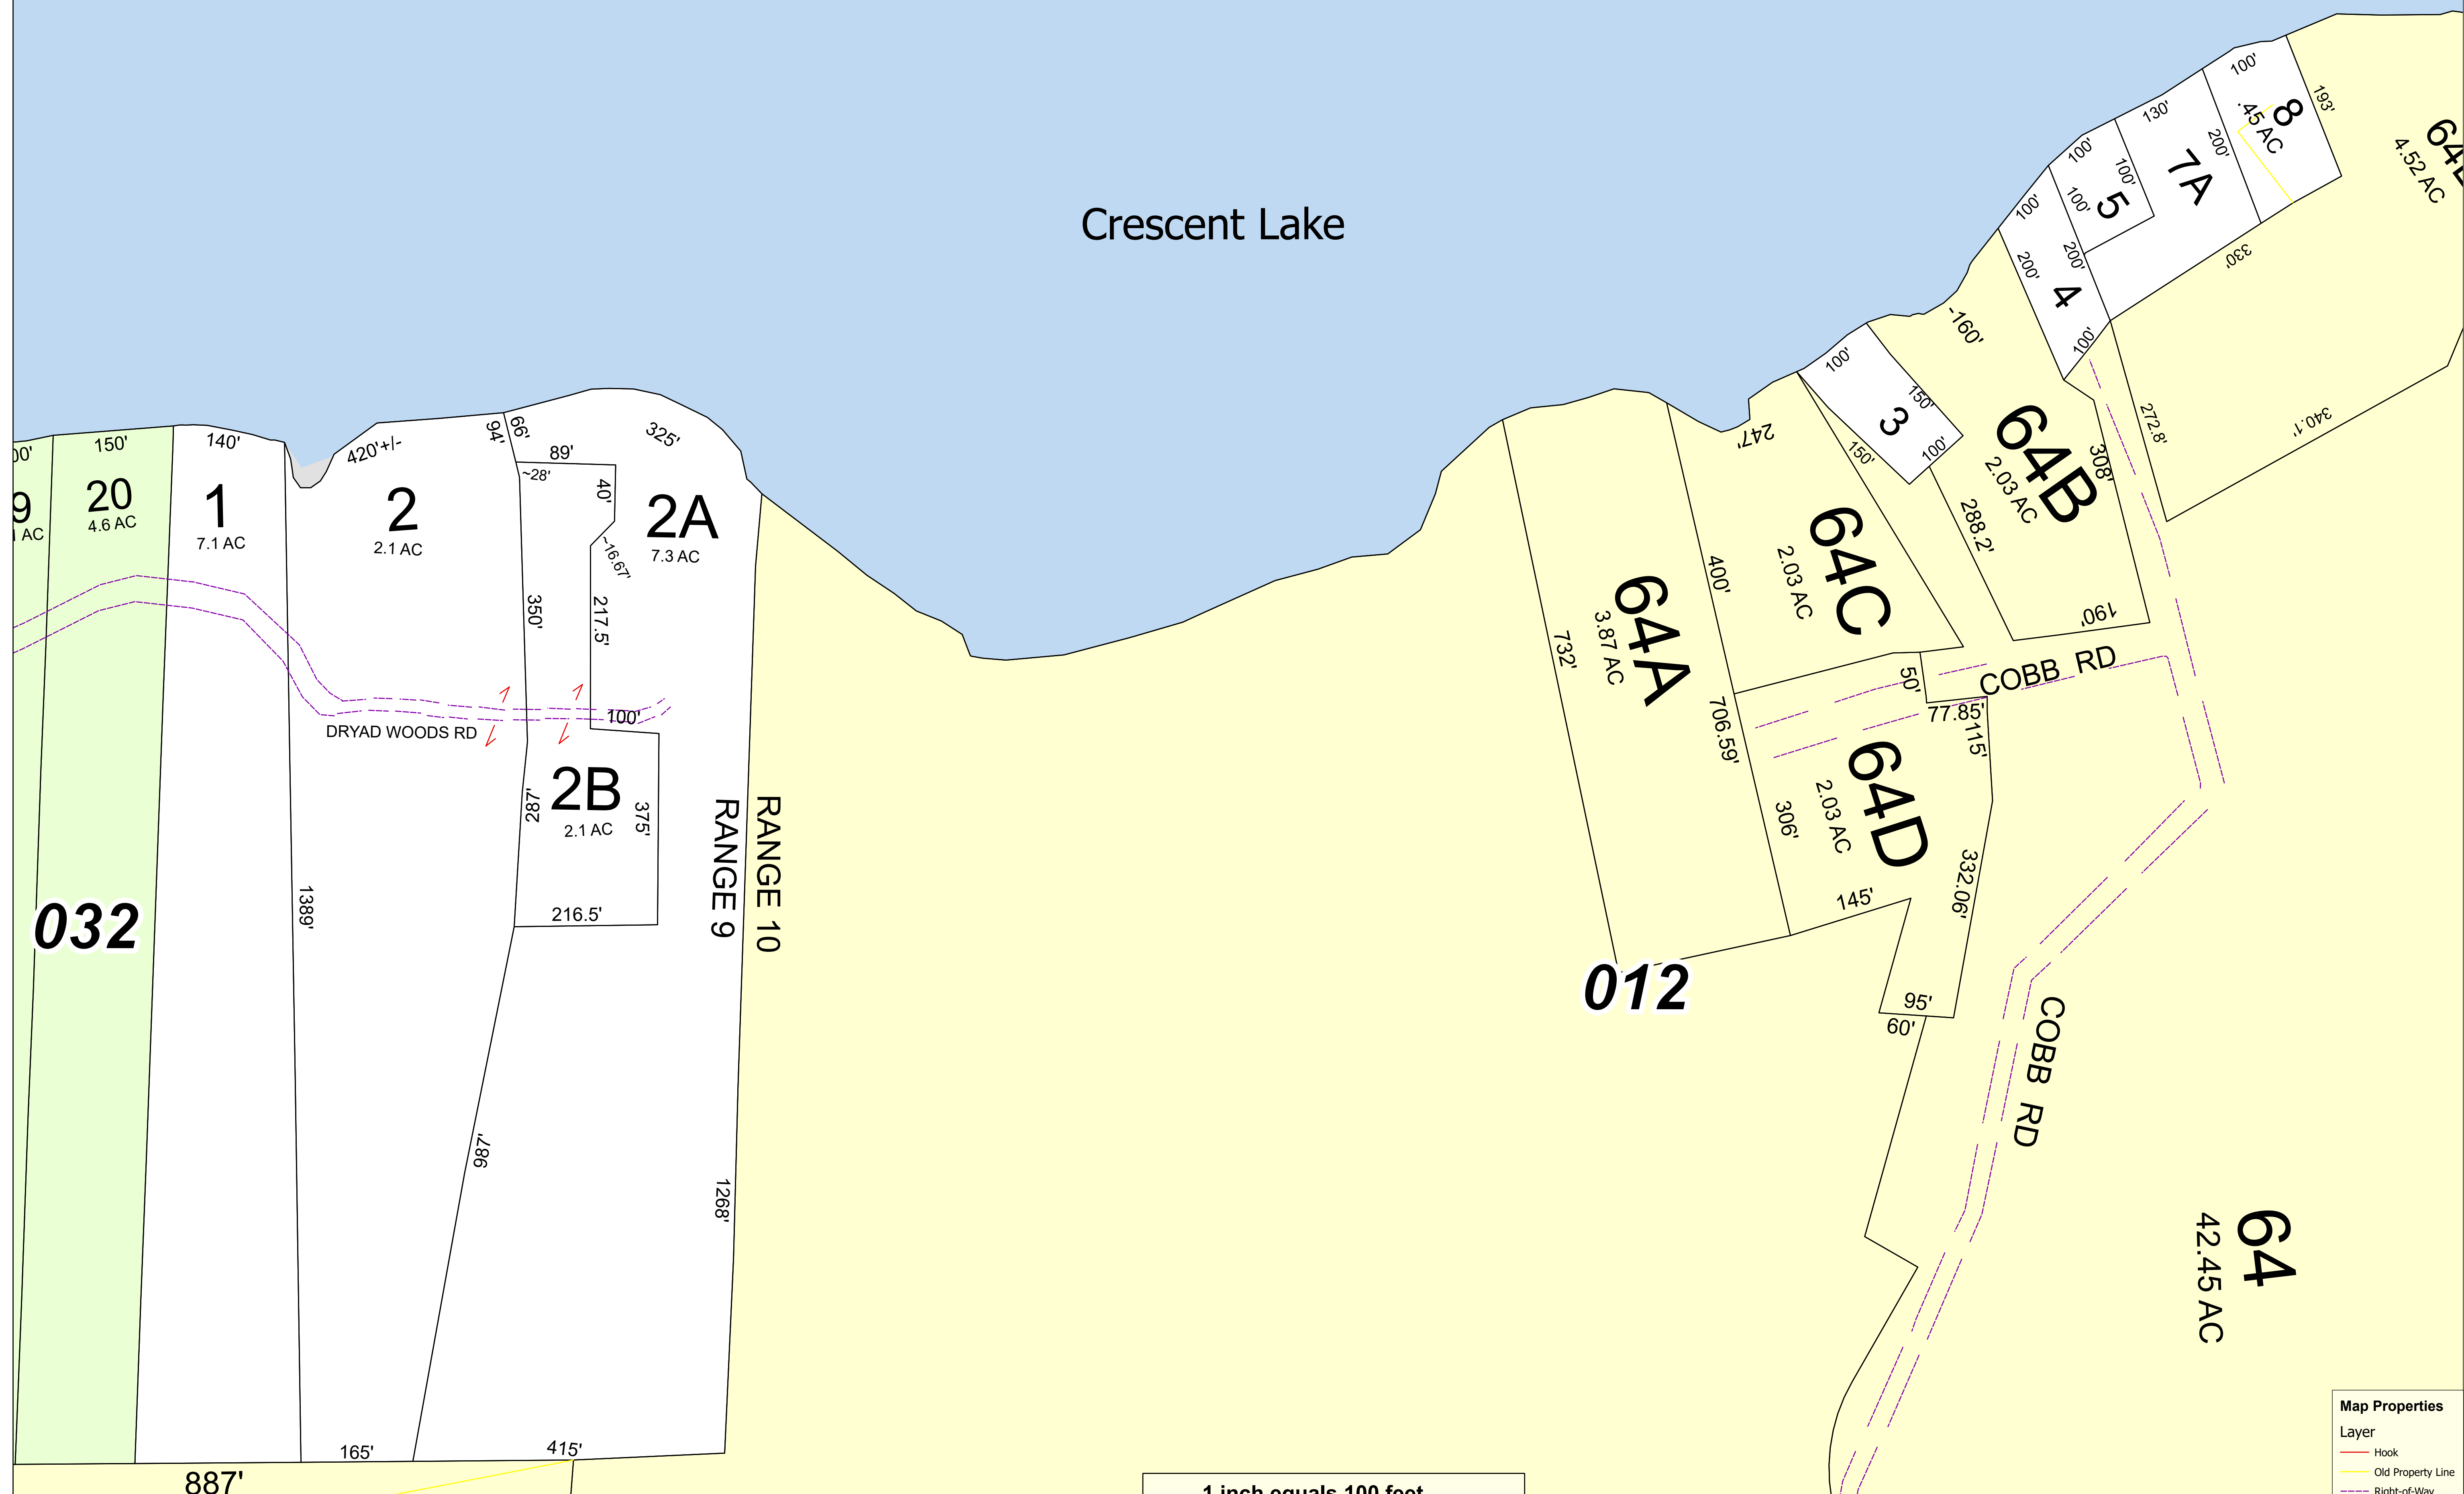 Crescent Lake
00'
9
1 AC
150'
20
4.6 AC
140'
1
7.1 AC
420'+/-
2
2.1 AC
94'
66'
89'
~28'
40'
~16.67'
325'
2A
7.3 AC
350'
217.5'
100'
DRYAD WOODS RD
2B
2.1 AC
287'
375'
216.5'
RANGE 9
RANGE 10
032
1389'
987'
1268'
165'
415'
887'
732'
64A
3.87 AC
400'
706.59'
247'
64C
2.03 AC
100'
3
150'
150'
100'
~160'
64B
2.03 AC
288.2'
308'
190'
272.8'
340.1'
100'
200'
4
200'
100'
100'
100'
5
100'
130'
7A
200'
330'
100'
8
.45 AC
193'
4.52 AC
COBB RD
50'
77.85'
115'
64D
2.03 AC
306'
145'
332.06'
95'
60'
012
COBB RD
64
42.45 AC
1 inch equals 100 feet
Map Properties
Layer
Hook
Old Property Line
Right-of-Way